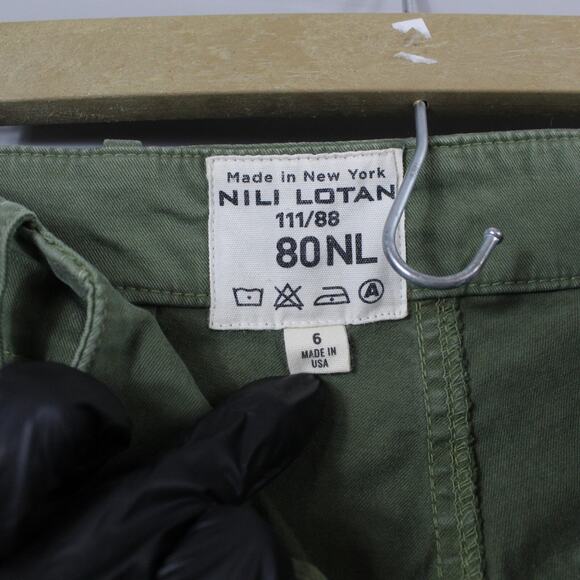 Made in New York
NILI LOTAN
111/88
80NL
A
6
MADE IN
USA